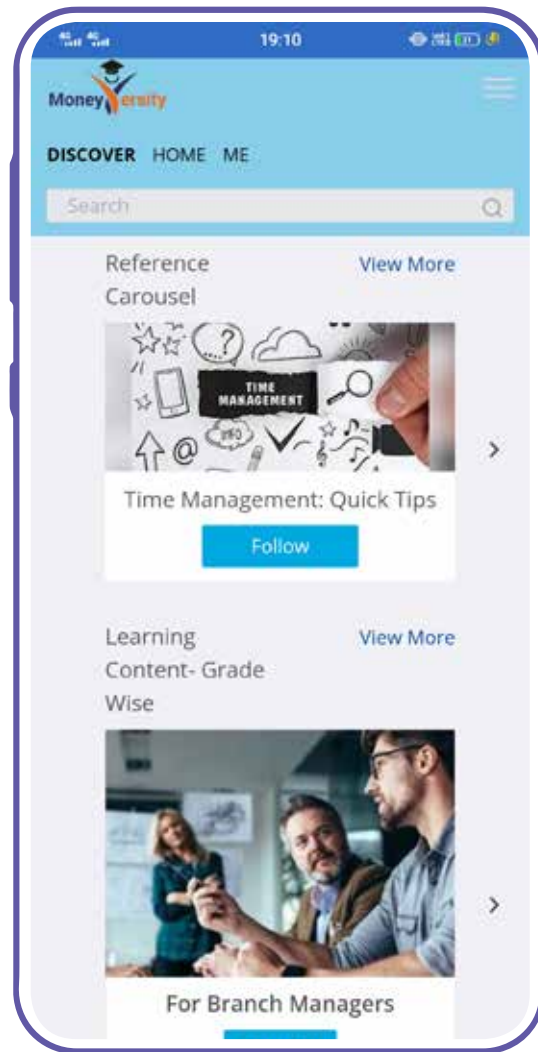 19:10
MoneyVersity
DISCOVER HOME ME
Search
Reference
Carousel
View More
?
TIME
MANAGEMENT
@ INFO
Time Management: Quick Tips
Follow
Learning
Content- Grade
Wise
View More
For Branch Managers